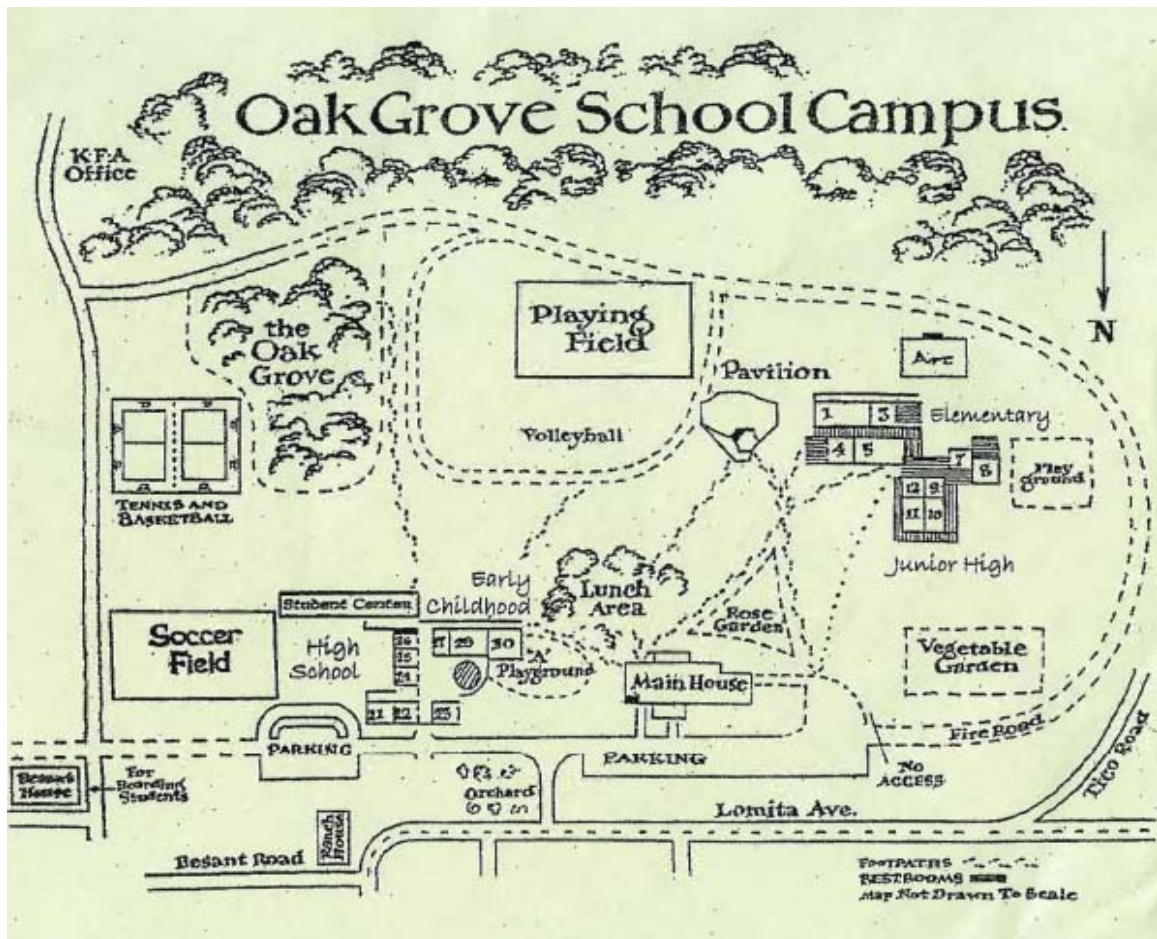 Oak Grove School Campus
K.F.A
Office
the
Oak
Grove
Playing
Field
N
Art
Pavilion
Volleyball
1
3
Elementary
4
5
7
8
Play
ground
12
9
11
10
Junior High
TENNIS AND
BASKETBALL
Early
Childhood
Lunch
Area
Student Center
Soccer
Field
High
School
26
25
24
29
30
"A"
Playground
Rose
Garden
Main House
Vegetable
Garden
21
22
23
PARKING
PARKING
Fire Road
NO
ACCESS
Tico Road
Besant
House
For
Boarding
Students
Orchard
Lomita Ave.
Ranch
House
Besant Road
FOOTPATHS
RESTROOMS
Map Not Drawn To Scale